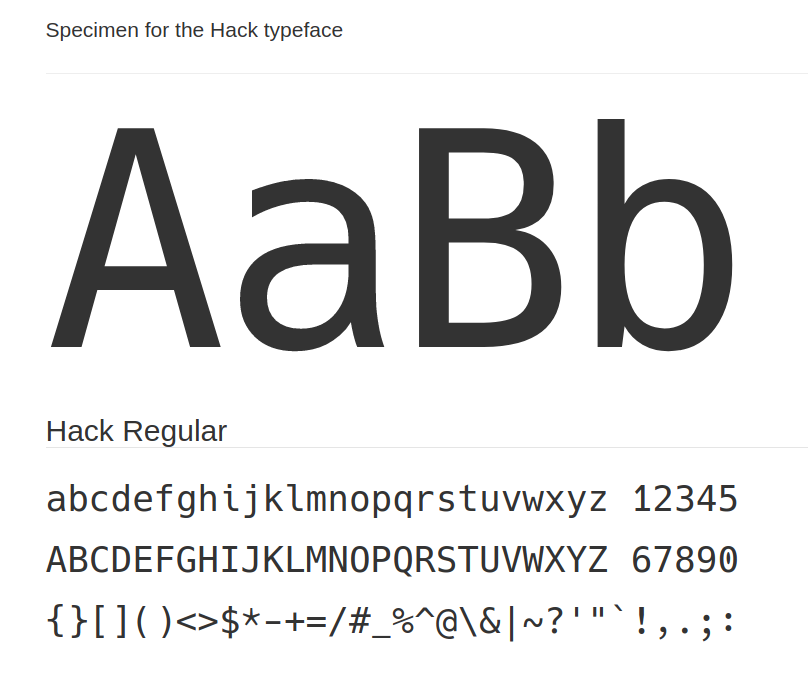 Specimen for the Hack typeface
AaBb
Hack Regular
abcdefghijklmnopqrstuvwxyz 12345
ABCDEFGHIJKLMNOPQRSTUVWXYZ 67890
{}[]()<>$*-+=/#_%^@\&|~?'"`!,.;: